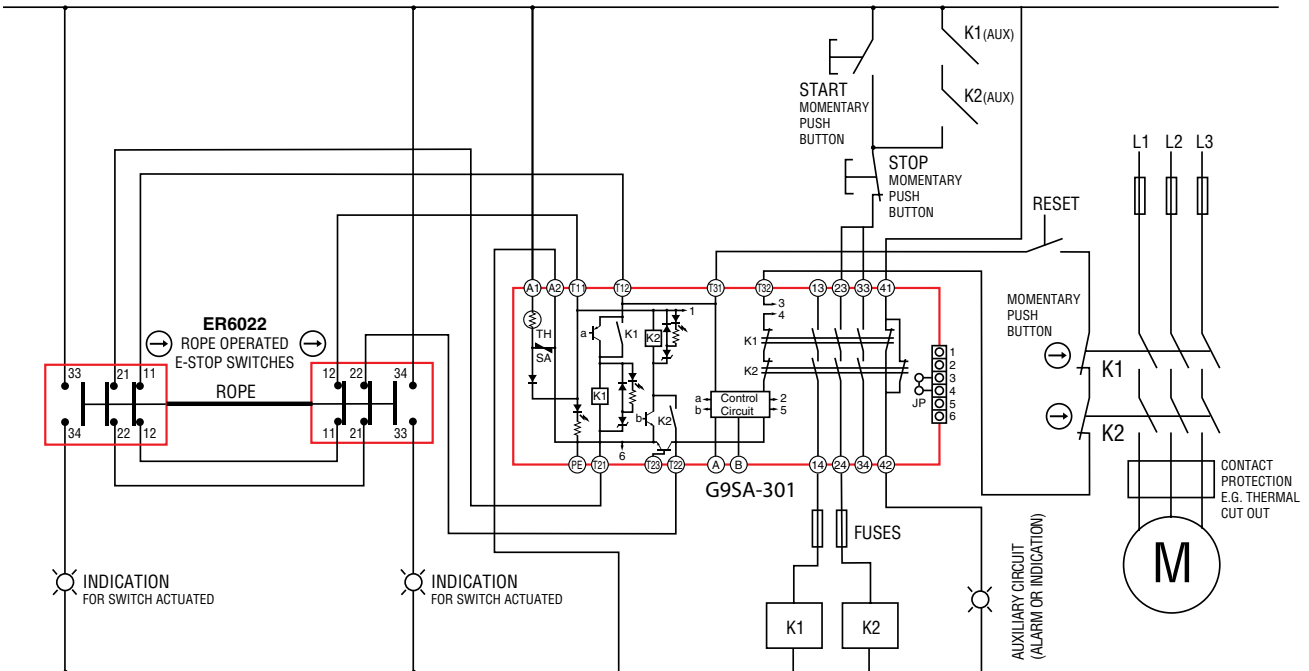 K1(AUX)
START
MOMENTARY
PUSH
BUTTON
K2(AUX)
L1 L2 L3
STOP
MOMENTARY
PUSH
BUTTON
RESET
A1 A2 T11 T12 T31 T32 13 23 33 41
MOMENTARY
PUSH
BUTTON
ER6022
ROPE OPERATED
E-STOP SWITCHES
33 21 11
12 22 34
ROPE
34 22 12
11 21 33
TH
SA
a
K1
K2
1
3
4
K1
K2
K1
b
K2
6
a
b
Control
Circuit
2
5
JP
1
2
3
4
5
6
K1
K2
PE T21 T23 T22 A B 14 24 34 42
G9SA-301
CONTACT
PROTECTION
E.G. THERMAL
CUT OUT
FUSES
M
INDICATION
FOR SWITCH ACTUATED
INDICATION
FOR SWITCH ACTUATED
K1
K2
AUXILIARY CIRCUIT
(ALARM OR INDICATION)